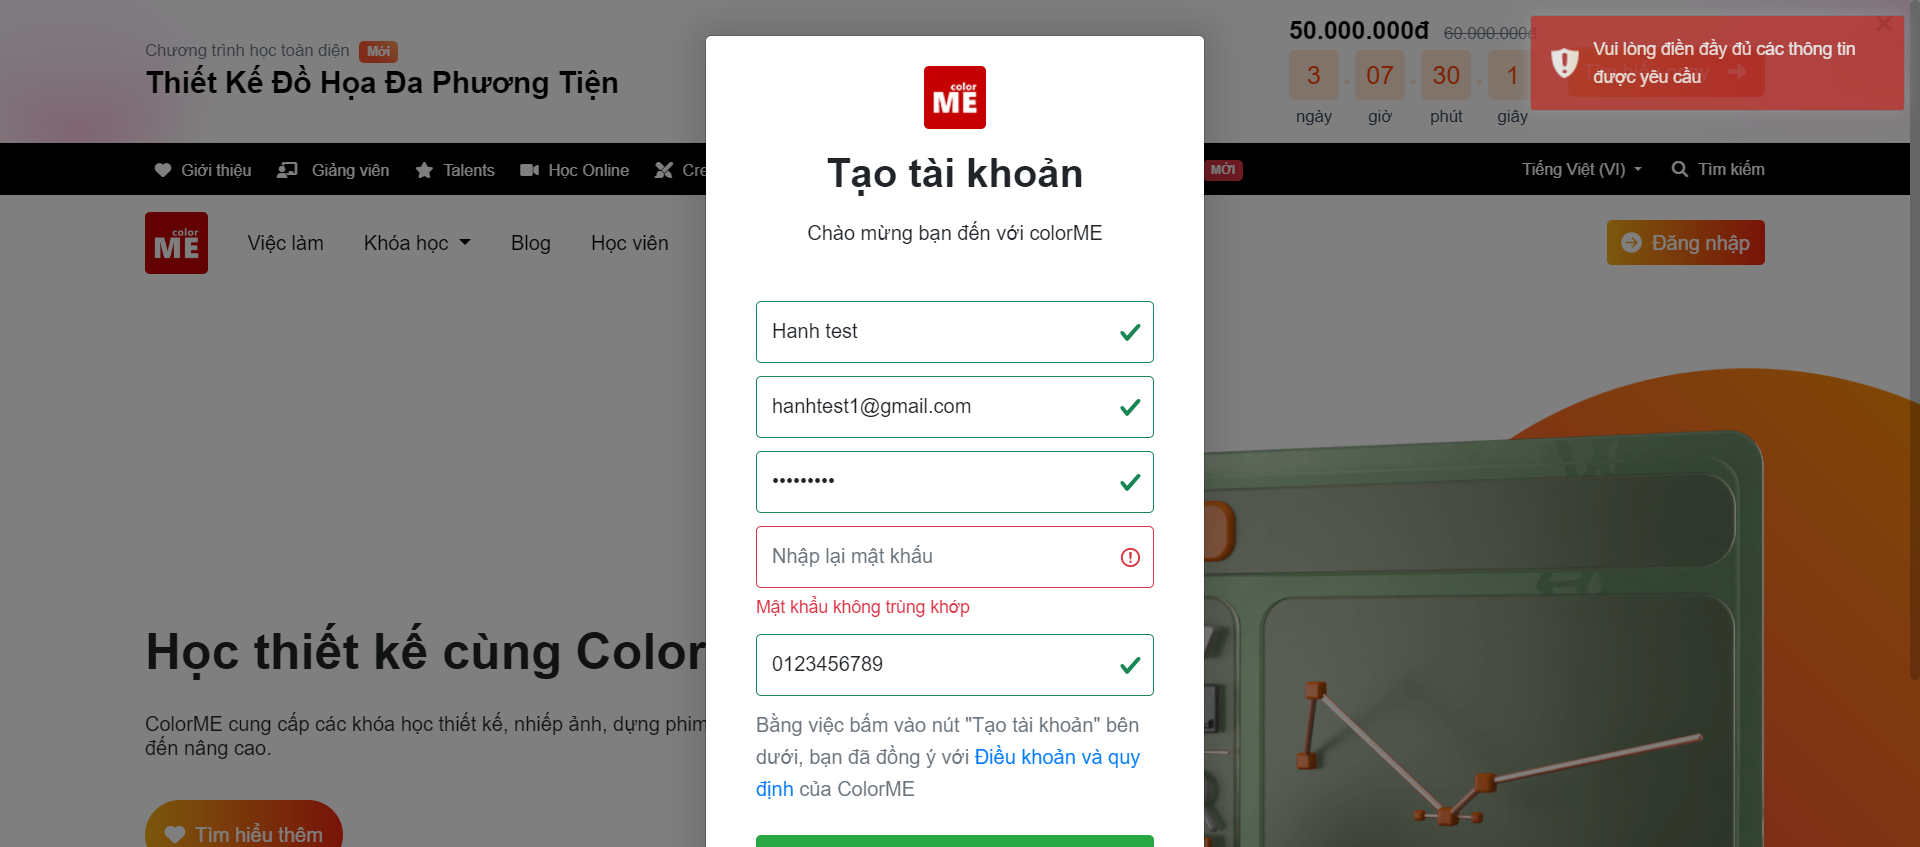 Chương trình học toàn diện Mới
Thiết Kế Đồ Họa Đa Phương Tiện
50.000.000đ 60.000.000đ
3 07 30 1
ngày giờ phút giây
Vui lòng điền đầy đủ các thông tin
được yêu cầu
Giới thiệu Giảng viên Talents Học Online Cre
MỚI
Tiếng Việt (VI) Tìm kiếm
color
ME
Việc làm Khóa học Blog Học viên
Đăng nhập
color
ME
Tạo tài khoản
Chào mừng bạn đến với colorME
Hanh test
hanhtest1@gmail.com
•••••••••
Nhập lại mật khẩu
Mật khẩu không trùng khớp
0123456789
Bằng việc bấm vào nút "Tạo tài khoản" bên
dưới, bạn đã đồng ý với Điều khoản và quy
định của ColorME
Học thiết kế cùng Color
ColorME cung cấp các khóa học thiết kế, nhiếp ảnh, dựng phim
đến nâng cao.
Tìm hiểu thêm